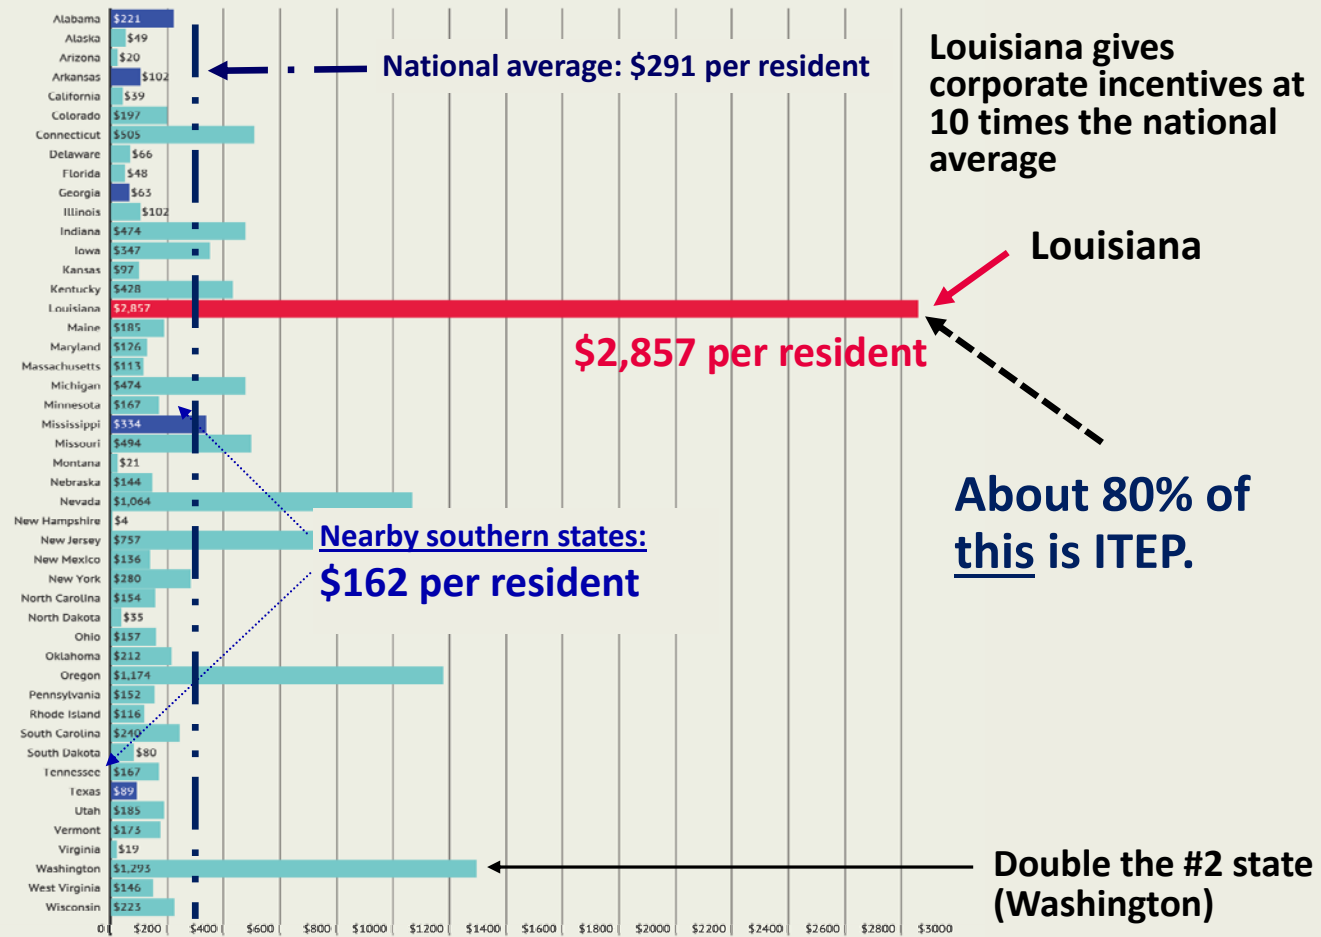 Alabama $221
Alaska $49
Arizona $20
Arkansas $102
California $39
Colorado $197
Connecticut $505
Delaware $66
Florida $48
Georgia $63
Illinois $102
Indiana $474
Iowa $347
Kansas $97
Kentucky $428
Louisiana $2,857
Maine $185
Maryland $126
Massachusetts $113
Michigan $474
Minnesota $167
Mississippi $334
Missouri $494
Montana $21
Nebraska $144
Nevada $1,064
New Hampshire $4
New Jersey $757
New Mexico $136
New York $280
North Carolina $154
North Dakota $35
Ohio $157
Oklahoma $212
Oregon $1,174
Pennsylvania $152
Rhode Island $116
South Carolina $240
South Dakota $80
Tennessee $167
Texas $89
Utah $185
Vermont $173
Virginia $19
Washington $1,293
West Virginia $146
Wisconsin $223
0 $200 $400 $600 $800 $1000 $1200 $1400 $1600 $1800 $2000 $2200 $2400 $2600 $2800 $3000
National average: $291 per resident
Louisiana gives
corporate incentives at
10 times the national
average
Louisiana
$2,857 per resident
About 80% of
this is ITEP.
Nearby southern states:
$162 per resident
Double the #2 state
(Washington)